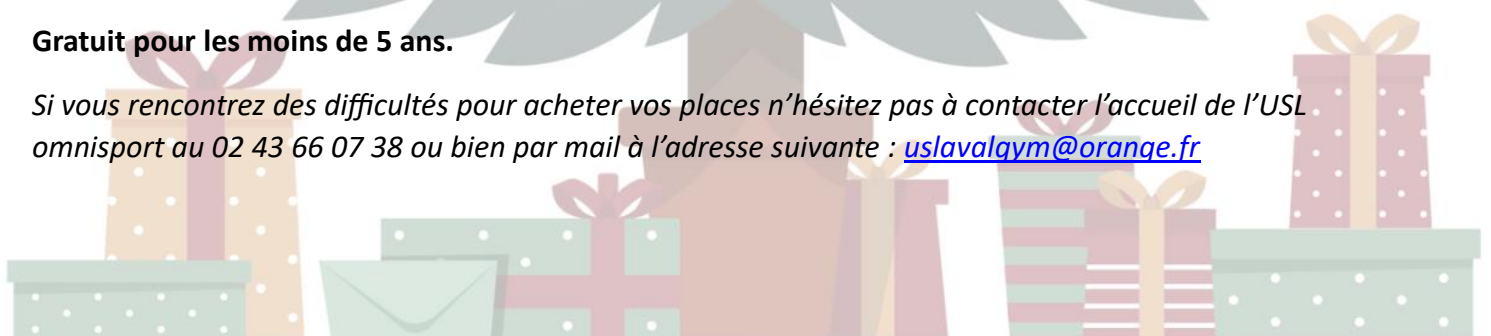 Gratuit pour les moins de 5 ans.
Si vous rencontrez des difficultés pour acheter vos places n’hésitez pas à contacter l’accueil de l’USL
omnisport au 02 43 66 07 38 ou bien par mail à l’adresse suivante : uslavalgym@orange.fr